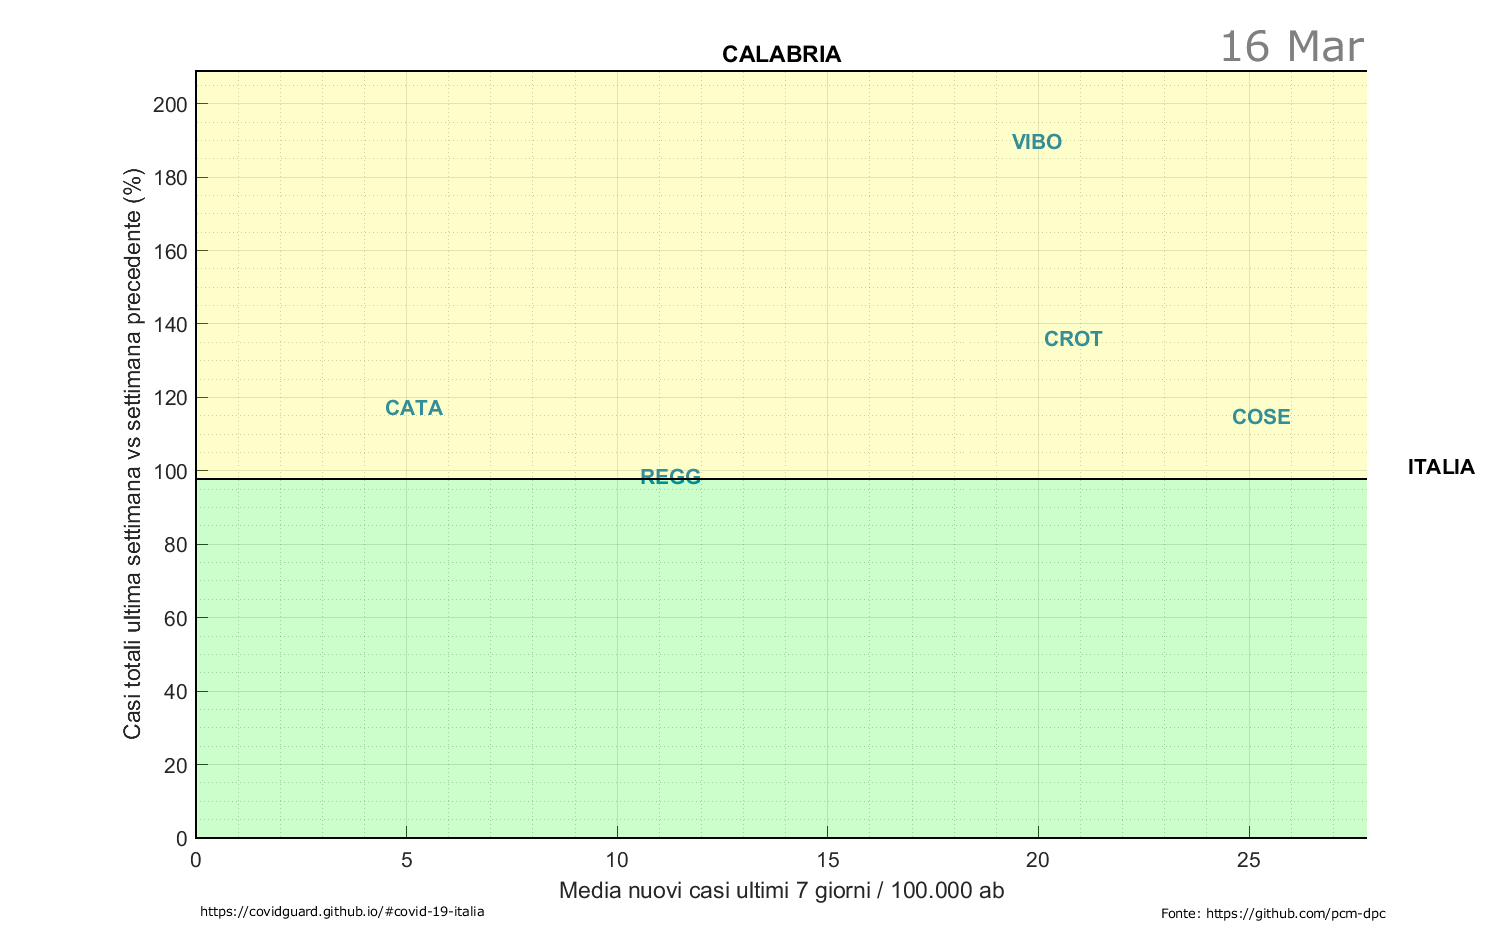 CALABRIA
16 Mar
Casi totali ultima settimana vs settimana precedente (%)
200
180
160
140
120
100
80
60
40
20
0
VIBO
CROT
CATA
COSE
REGG
ITALIA
0 5 10 15 20 25
Media nuovi casi ultimi 7 giorni / 100.000 ab
https://covidguard.github.io/#covid-19-italia
Fonte: https://github.com/pcm-dpc